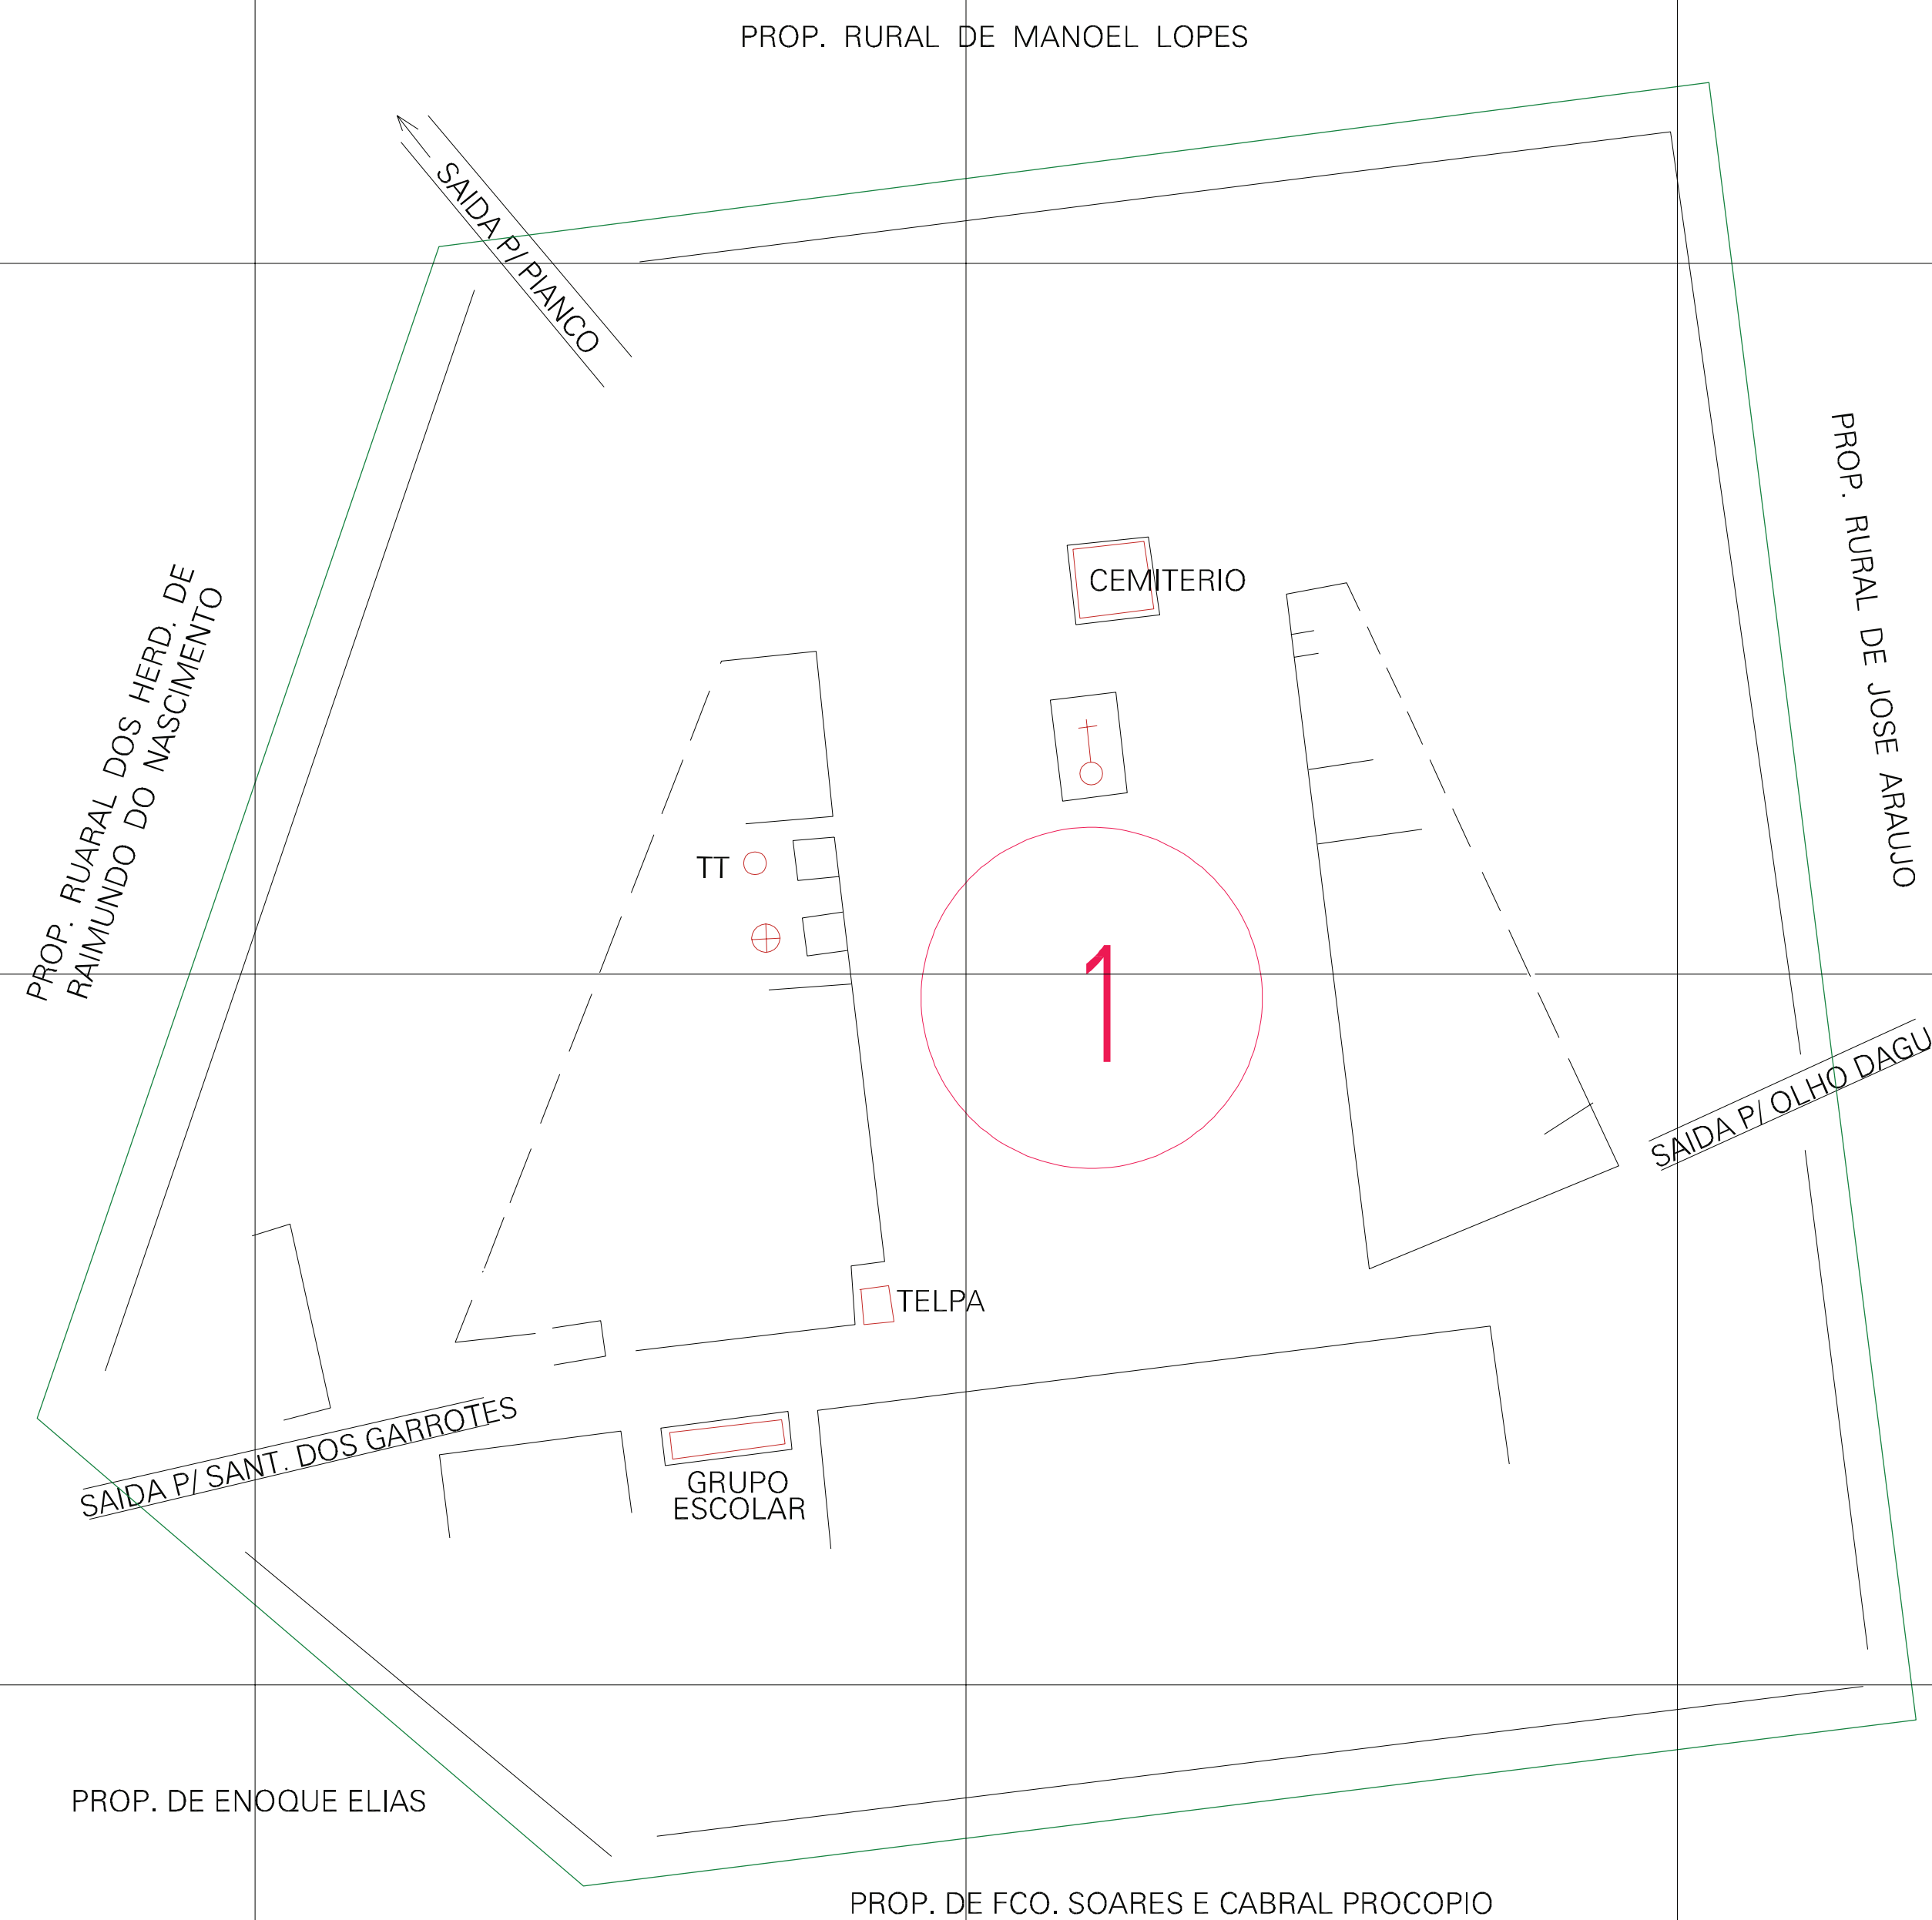 PROP. RURAL DE MANOEL LOPES
SAIDA P/ PIANCO
PROP. RURAL DE JOSE ARAUJO
CEMITERIO
PROP. RUARAL DOS HERD. DE
RAIMUNDO DO NASCIMENTO
TT
1
SAIDA P/ OLHO DAGU
TELPA
SAIDA P/ SANT. DOS GARROTES
GRUPO
ESCOLAR
PROP. DE ENOQUE ELIAS
PROP. DE FCO. SOARES E CABRAL PROCOPIO